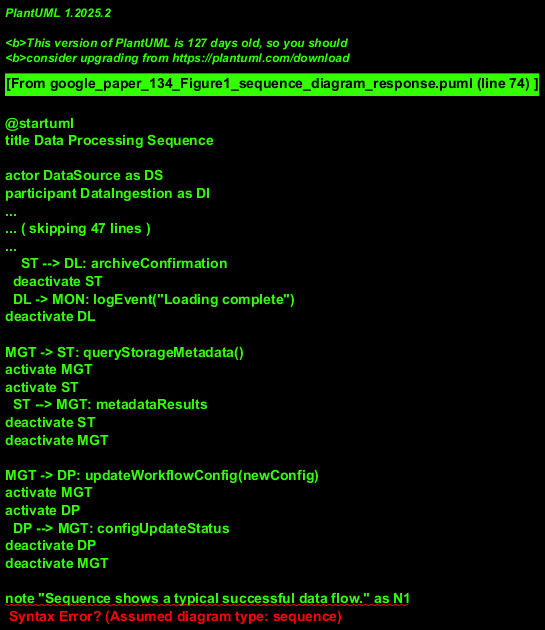 PlantUML 1.2025.2
<b>This version of PlantUML is 127 days old, so you should
<b>consider upgrading from https://plantuml.com/download
[From google_paper_134_Figure1_sequence_diagram_response.puml (line 74) ]
@startuml
title Data Processing Sequence
actor DataSource as DS
participant DataIngestion as DI
...
... ( skipping 47 lines )
...
ST --> DL: archiveConfirmation
deactivate ST
DL -> MON: logEvent("Loading complete")
deactivate DL
MGT -> ST: queryStorageMetadata()
activate MGT
activate ST
ST --> MGT: metadataResults
deactivate ST
deactivate MGT
MGT -> DP: updateWorkflowConfig(newConfig)
activate MGT
activate DP
DP --> MGT: configUpdateStatus
deactivate DP
deactivate MGT
note "Sequence shows a typical successful data flow." as N1
Syntax Error? (Assumed diagram type: sequence)